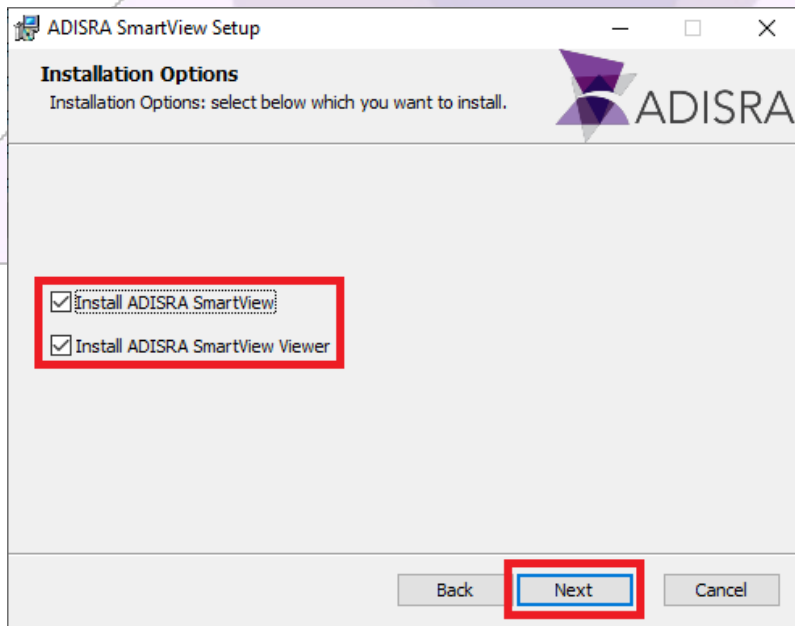 ADISRA SmartView Setup
Installation Options
Installation Options: select below which you want to install.
ADISRA
Install ADISRA SmartView
Install ADISRA SmartView Viewer
Back
Next
Cancel